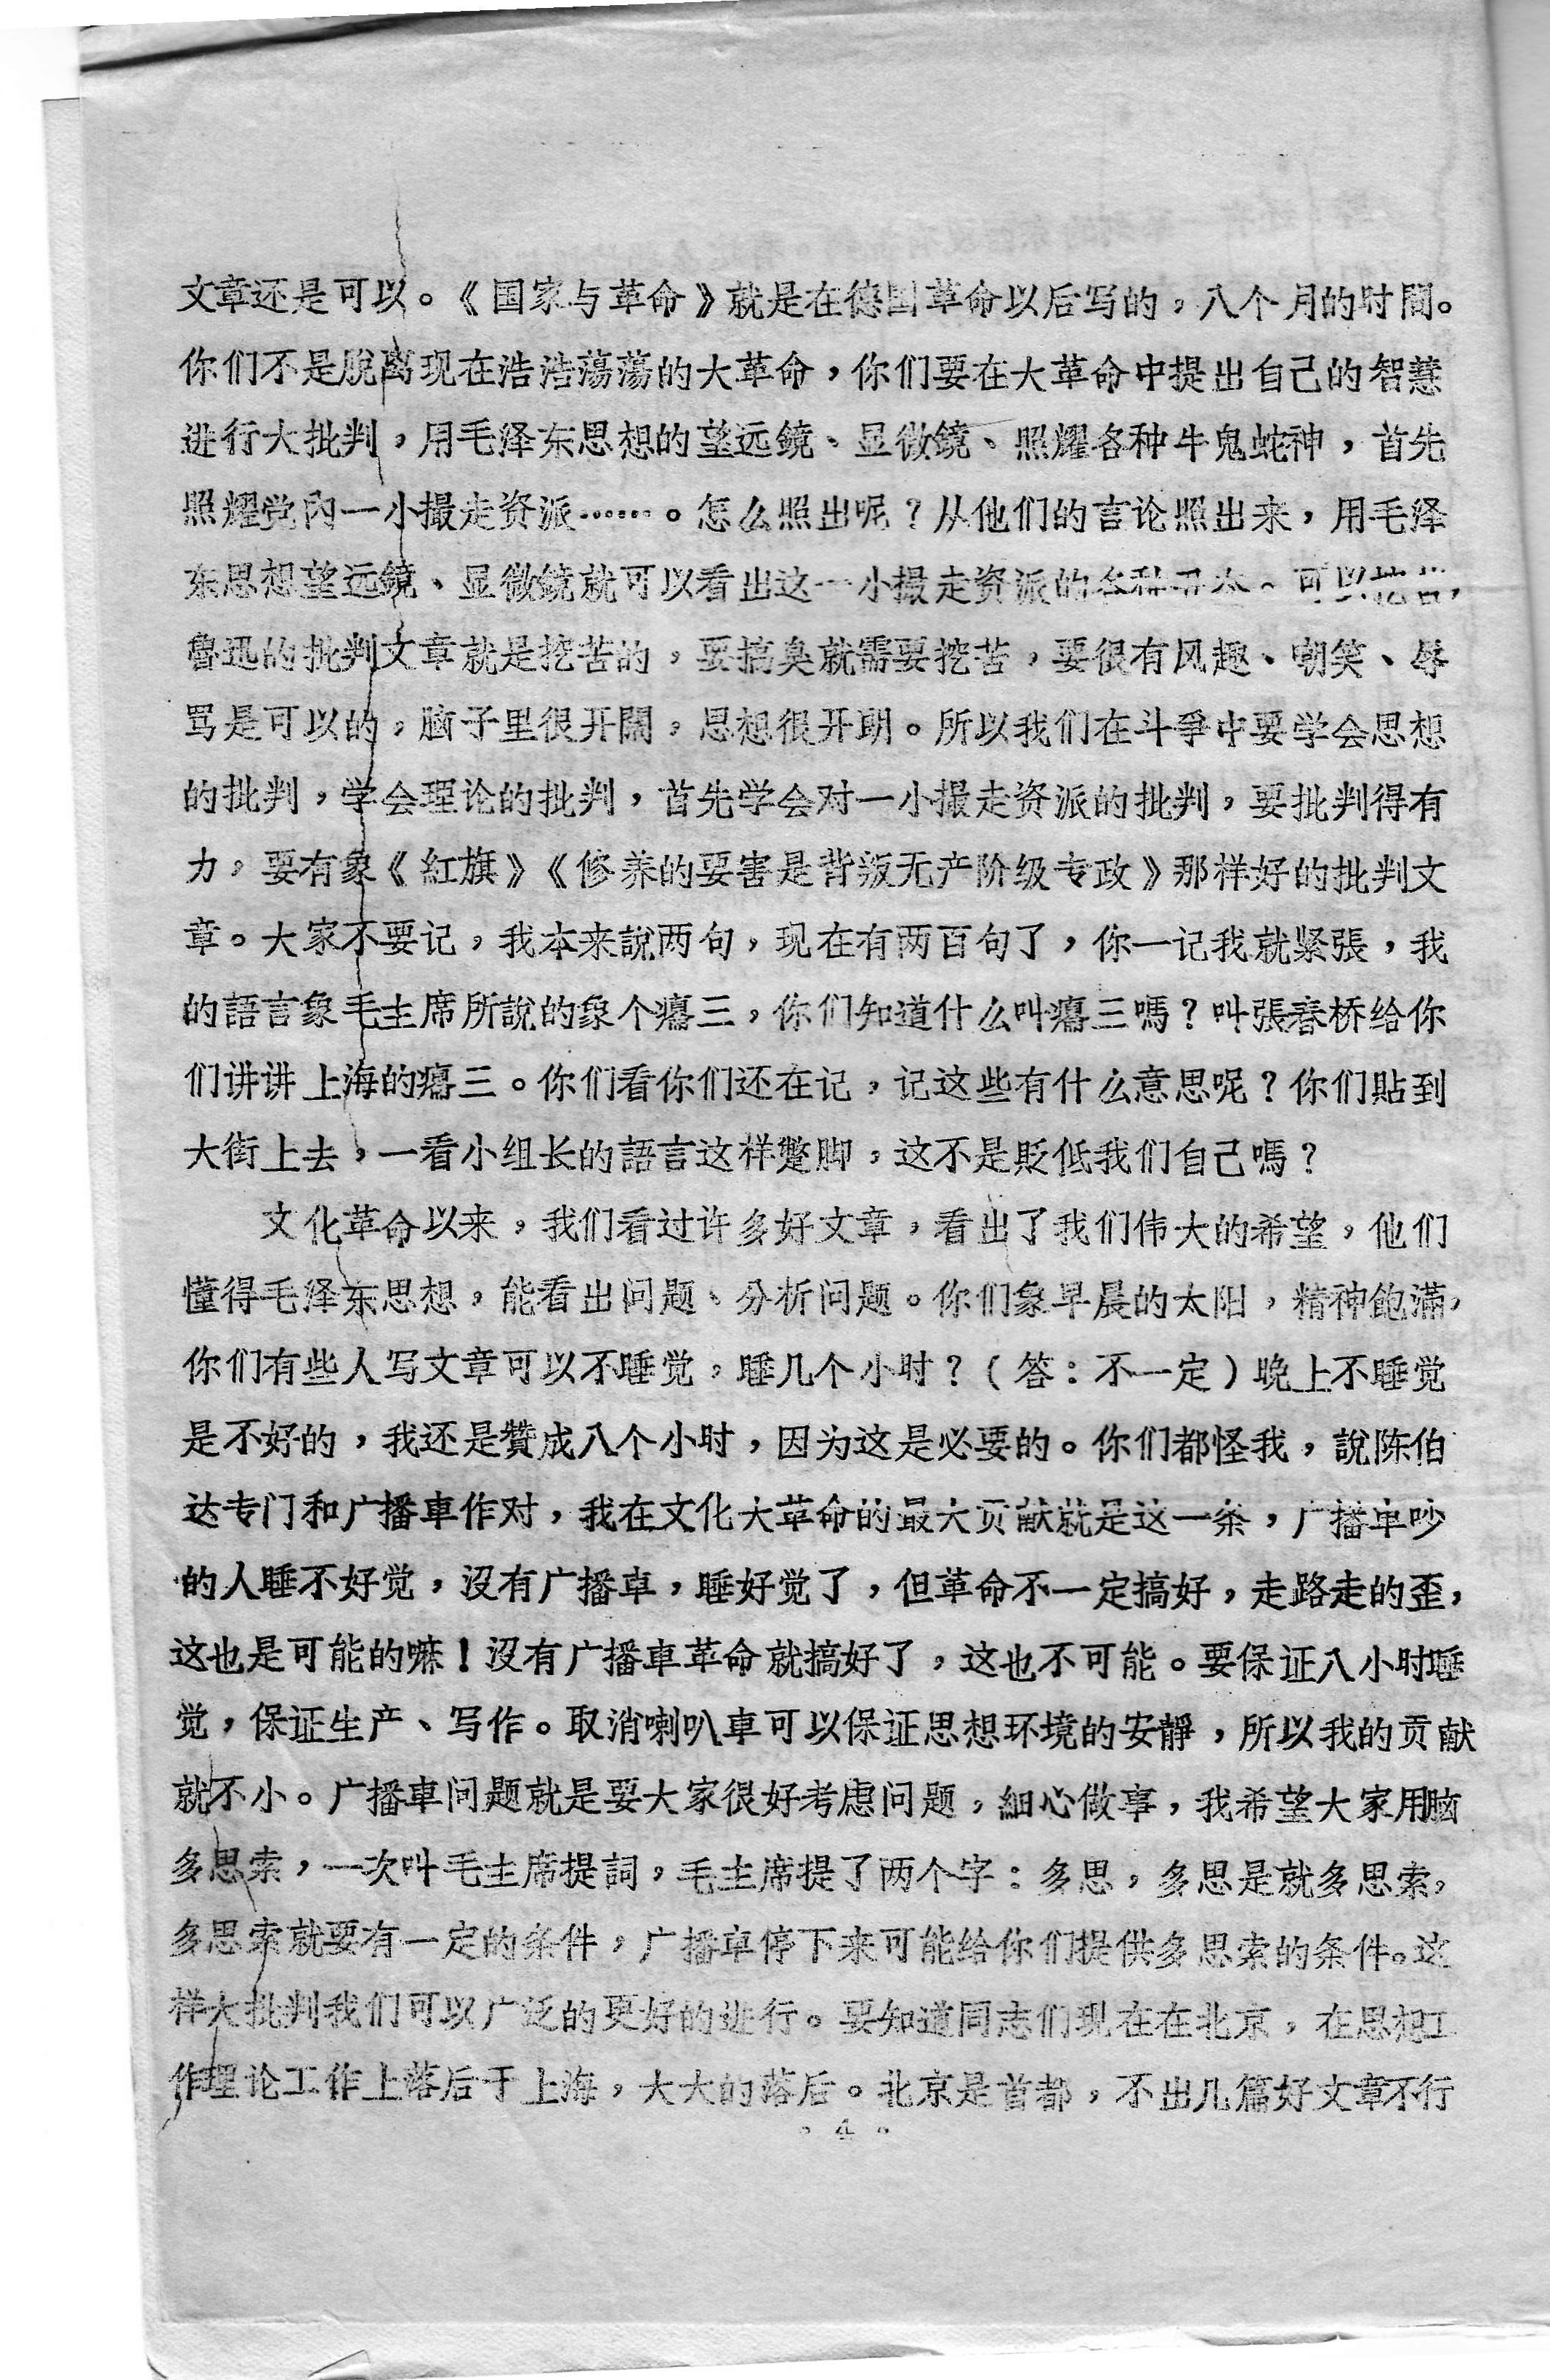 文章还是可以。《国家与革命》就是在德国革命以后写的，八个月的时間。
你们不是脫离现在浩浩蕩蕩的大革命，你们要在大革命中提出自己的智慧
进行大批判，用毛泽东思想的望远鏡、显微鏡、照耀各种牛鬼蛇神，首先
照耀党內一小撮走资派……。怎么照出呢？从他们的言论照出来，用毛泽
东思想望远鏡、显微鏡就可以看出这一小撮走资派的各种 可以挖苦，
魯迅的批判文章就是挖苦的，要搞臭就需要挖苦，要很有风趣、嘲笑、辱
骂是可以的，脑子里很开闊，思想很开朗。所以我们在斗爭中要学会思想
的批判，学会理论的批判，首先学会对一小撮走资派的批判，要批判得有
力，要有象《紅旗》《修养的要害是背叛无产阶级专政》那样好的批判文
章。大家不要记，我本来說两句，现在有两百句了，你一记我就紧張，我
的語言象毛主席所說的象个癟三，你们知道什么叫癟三嗎？叫張春桥给你
们讲讲上海的癟三。你们看你们还在记，记这些有什么意思呢？你们貼到
大街上去，一看小组长的語言这样蹩脚，这不是貶低我们自己嗎？
文化革命以来，我们看过许多好文章，看出了我们伟大的希望，他们
懂得毛泽东思想，能看出问题、分析问题。你们象早晨的太阳，精神飽滿，
你们有些人写文章可以不睡觉，睡几个小时？（答：不一定）晚上不睡觉
是不好的，我还是贊成八个小时，因为这是必要的。你们都怪我，說陈伯
达专门和广播車作对，我在文化大革命的最大贡献就是这一条，广播車吵
的人睡不好觉，沒有广播車，睡好觉了，但革命不一定搞好，走路走的歪，
这也是可能的嘛！沒有广播車革命就搞好了，这也不可能。要保证八小时睡
觉，保证生产、写作。取消喇叭車可以保证思想环境的安靜，所以我的贡献
就不小。广播車问题就是要大家很好考虑问题，細心做事，我希望大家用脑
多思索，一次叫毛主席提詞，毛主席提了两个字：多思，多思是就多思索，
多思索就要有一定的条件，广播車停下来可能给你们提供多思索的条件。这
样大批判我们可以广泛的更好的进行。要知道同志们现在在北京，在思想工
作理论工作上落后于上海，大大的落后。北京是首都，不出几篇好文章不行
。4。